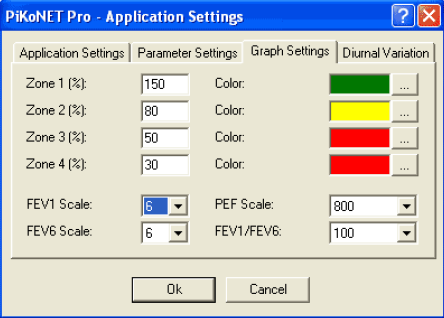 PiKoNET Pro - Application Settings
Application Settings Parameter Settings Graph Settings Diurnal Variation
Zone 1 (%): 150 Color: ...
Zone 2 (%): 80 Color: ...
Zone 3 (%): 50 Color: ...
Zone 4 (%): 30 Color: ...
FEV1 Scale: 6 PEF Scale: 800
FEV6 Scale: 6 FEV1/FEV6: 100
Ok Cancel